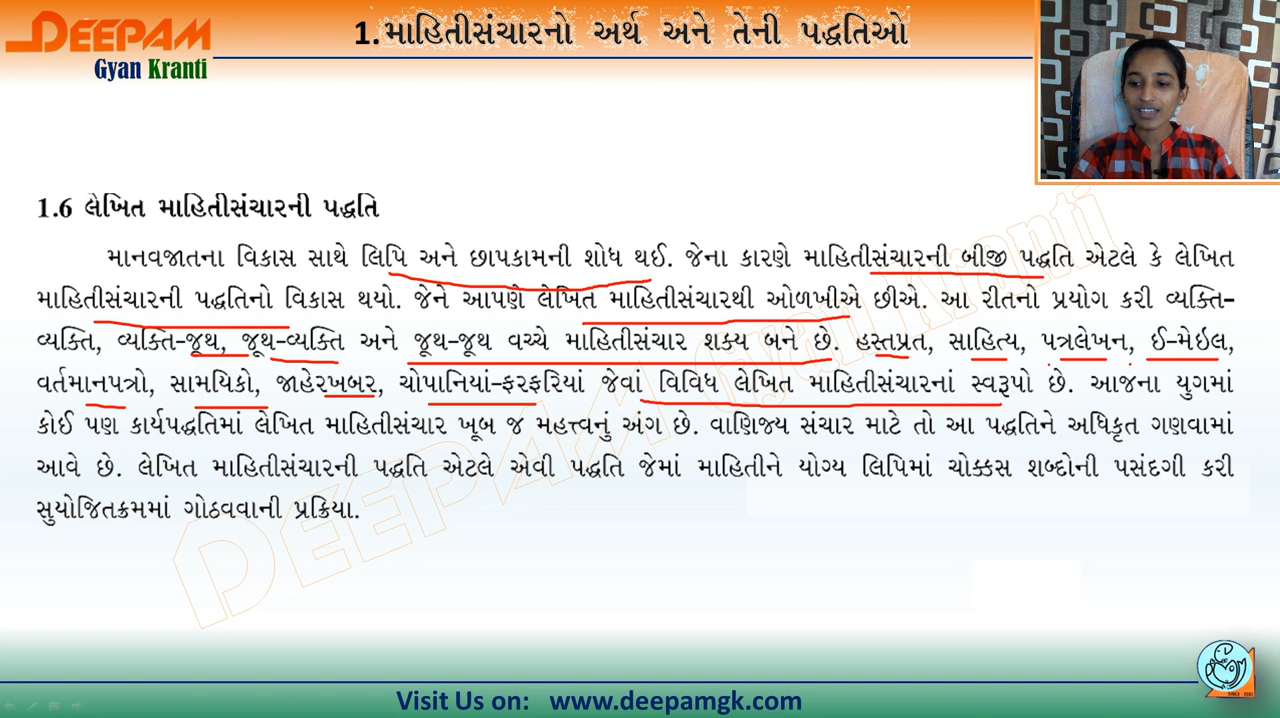 DEEPAM
Gyan Kranti
1.માહિતીસંચારનો અર્થ અને તેની પદ્ધતિઓ
1.6 લેખિત માહિતીસંચારની પદ્ધતિ
માનવજાતના વિકાસ સાથે લિપિ અને છાપકામની શોધ થઈ. જેના કારણે માહિતીસંચારની બીજી પદ્ધતિ એટલે કે લેખિત
માહિતીસંચારની પદ્ધતિનો વિકાસ થયો. જેને આપણે લેખિત માહિતીસંચારથી ઓળખીએ છીએ. આ રીતનો પ્રયોગ કરી વ્યક્તિ-
વ્યક્તિ, વ્યક્તિ-જૂથ, જૂથ-વ્યક્તિ અને જૂથ-જૂથ વચ્ચે માહિતીસંચાર શક્ય બને છે. હસ્તપ્રત, સાહિત્ય, પત્રલેખન, ઈ-મેઇલ,
વર્તમાનપત્રો, સામયિકો, જાહેરખબર, ચોપાનિયાં-ફરફરિયાં જેવાં વિવિધ લેખિત માહિતીસંચારનાં સ્વરૂપો છે. આજના યુગમાં
કોઈ પણ કાર્યપદ્ધતિમાં લેખિત માહિતીસંચાર ખૂબ જ મહત્ત્વનું અંગ છે. વાણિજ્ય સંચાર માટે તો આ પદ્ધતિને અધિકૃત ગણવામાં
આવે છે. લેખિત માહિતીસંચારની પદ્ધતિ એટલે એવી પદ્ધતિ જેમાં માહિતીને યોગ્ય લિપિમાં ચોક્કસ શબ્દોની પસંદગી કરી
સુયોજિતક્રમમાં ગોઠવવાની પ્રક્રિયા.
DEEPAM Gyan Kranti
Visit Us on: www.deepamgk.com